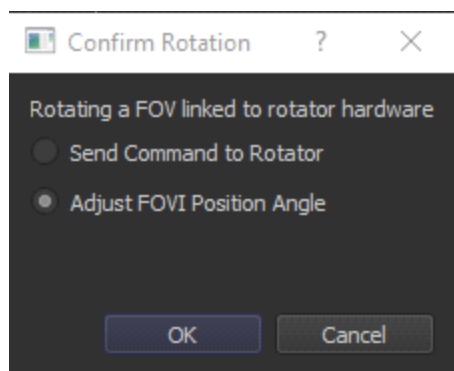 Confirm Rotation ? ×
Rotating a FOV linked to rotator hardware
Send Command to Rotator
Adjust FOVI Position Angle
OK Cancel